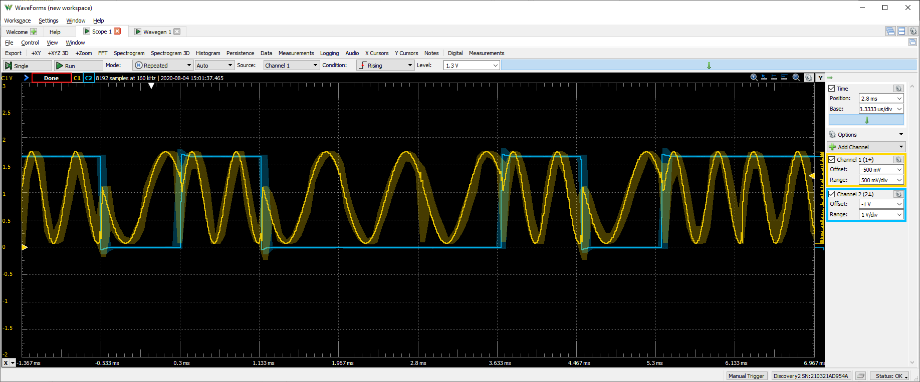 WaveForms (new workspace)
Workspace Settings Window Help
Welcome Help Scope 1 Wavegen 1
File Control View Window
Export +XY +XYZ 3D +Zoom FFT Spectrogram Spectrogram 3D Histogram Persistence Data Measurements Logging Audio X Cursors Y Cursors Notes Digital Measurements
Single Run Mode: Repeated Auto Source: Channel 1 Condition: Rising Level: 1.3 V
C1 V Done C1 C2 8192 samples at 100 kHz | 2020-08-04 15:01:37.465 Y
3
2.5
2
1.5
1
0.5
0
-0.5
-1
-1.5
-2
X -1.367 ms -0.533 ms 0.3 ms 1.133 ms 1.967 ms 2.8 ms 3.633 ms 4.467 ms 5.3 ms 6.133 ms 6.967 ms
Time
Position: 2.8 ms
Base: 833.33 us/div
Options
Add Channel
Channel 1 (1±)
Offset: -500 mV
Range: 500 mV/div
Channel 2 (2±)
Offset: -1 V
Range: 1 V/div
Manual Trigger Discovery2 SN:210321AD954A Status: OK